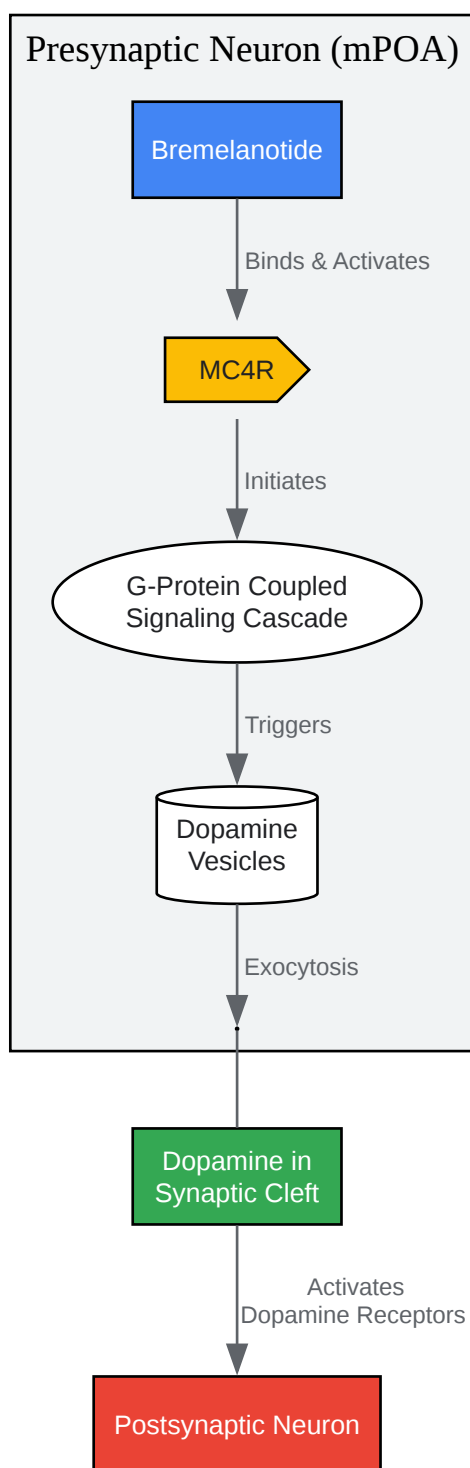 Presynaptic Neuron (mPOA)
Bremelanotide
Binds & Activates
MC4R
Initiates
G-Protein Coupled
Signaling Cascade
Triggers
Dopamine
Vesicles
Exocytosis
Dopamine in
Synaptic Cleft
Activates
Dopamine Receptors
Postsynaptic Neuron